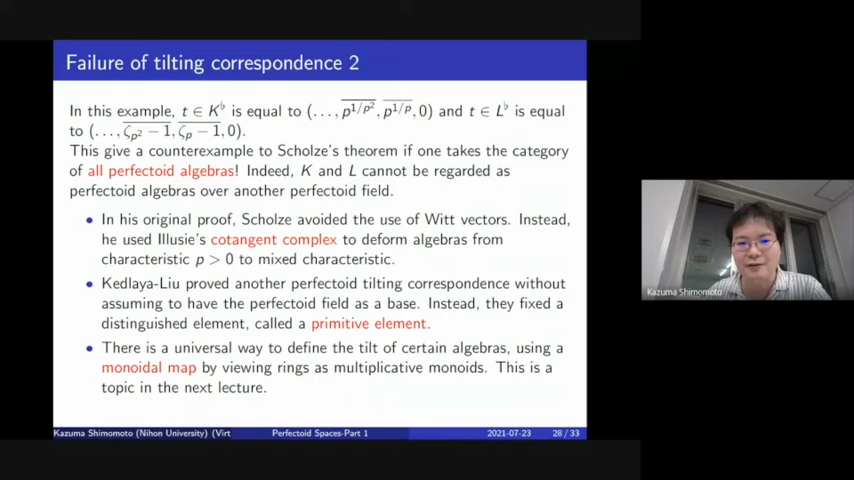 Failure of tilting correspondence 2
In this example, t ∈ K♭ is equal to (. . . , p^{1/p²}, p^{1/p}, 0) and t ∈ L♭ is equal
to (. . . , ζ_{p²} − 1, ζ_p − 1, 0).
This give a counterexample to Scholze's theorem if one takes the category
of all perfectoid algebras! Indeed, K and L cannot be regarded as
perfectoid algebras over another perfectoid field.
• In his original proof, Scholze avoided the use of Witt vectors. Instead,
he used Illusie's cotangent complex to deform algebras from
characteristic p > 0 to mixed characteristic.
• Kedlaya-Liu proved another perfectoid tilting correspondence without
assuming to have the perfectoid field as a base. Instead, they fixed a
distinguished element, called a primitive element.
• There is a universal way to define the tilt of certain algebras, using a
monoidal map by viewing rings as multiplicative monoids. This is a
topic in the next lecture.
Kazuma Shimomoto (Nihon University) (Virt Perfectoid Spaces-Part 1 2021-07-23 28 / 33
Kazuma Shimomoto